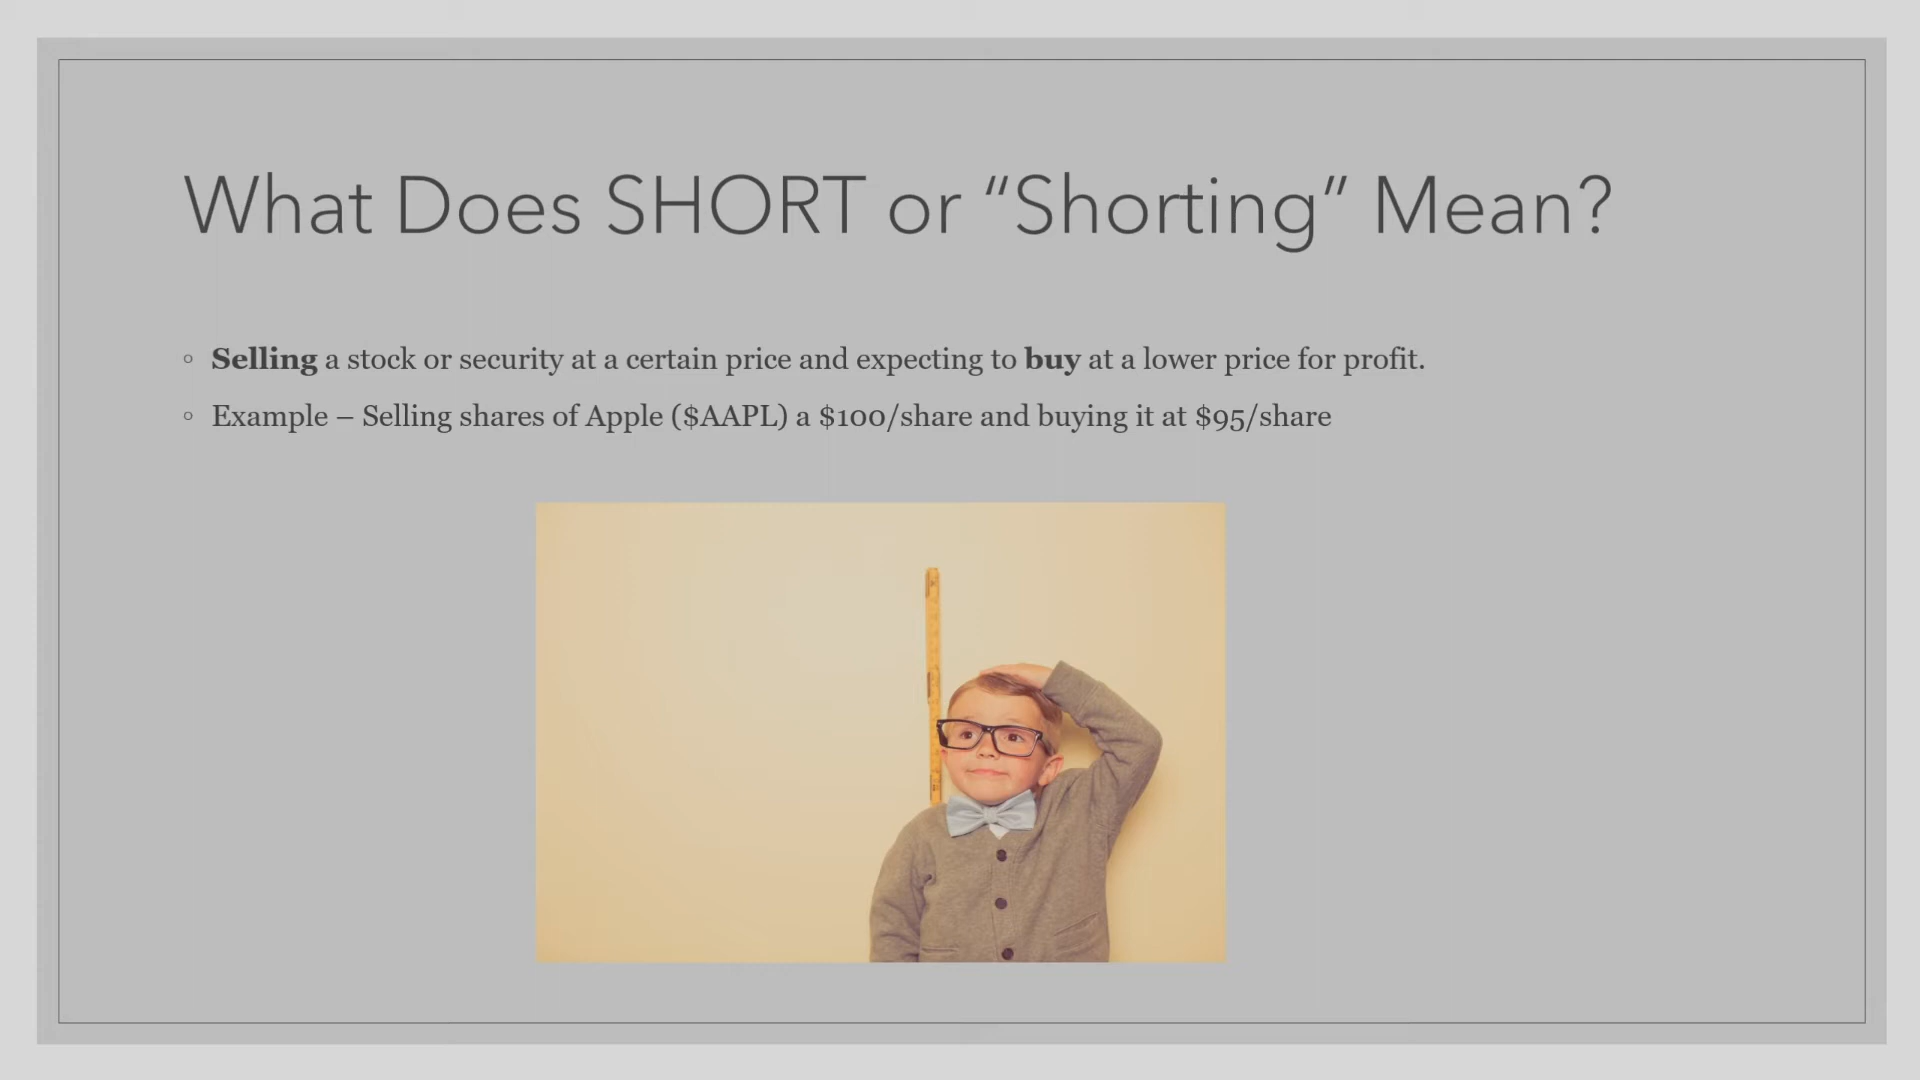 What Does SHORT or “Shorting” Mean?
◦ Selling a stock or security at a certain price and expecting to buy at a lower price for profit.
◦ Example – Selling shares of Apple ($AAPL) a $100/share and buying it at $95/share